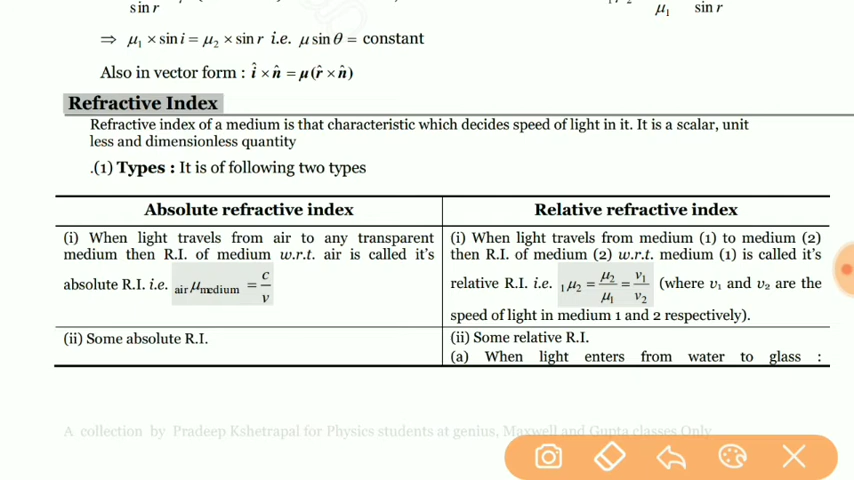 sin r
μ₁ sin r
⇒ μ₁ × sin i = μ₂ × sin r i.e. μ sin θ = constant
Also in vector form : î × n̂ = μ(r̂ × n̂)
Refractive Index
Refractive index of a medium is that characteristic which decides speed of light in it. It is a scalar, unit
less and dimensionless quantity
.(1) Types : It is of following two types
Absolute refractive index
(i) When light travels from air to any transparent
medium then R.I. of medium w.r.t. air is called it's
absolute R.I. i.e. air μ medium = c/v
(ii) Some absolute R.I.
Relative refractive index
(i) When light travels from medium (1) to medium (2)
then R.I. of medium (2) w.r.t. medium (1) is called it's
relative R.I. i.e. ₁μ₂ = μ₂/μ₁ = v₁/v₂ (where v₁ and v₂ are the
speed of light in medium 1 and 2 respectively).
(ii) Some relative R.I.
(a) When light enters from water to glass :
A collection by Pradeep Kshetrapal for Physics students at genius, Maxwell and Gupta classes Only